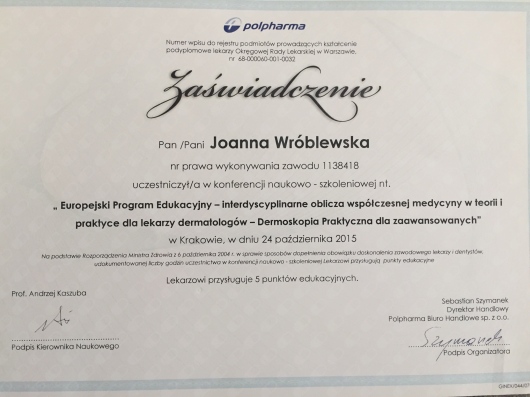 polpharma
Numer wpisu do rejestru podmiotów prowadzących kształcenie
podyplomowe lekarzy Okręgowej Rady Lekarskiej w Warszawie,
nr 68-000060-001-0032
Zaświadczenie
Pan /Pani Joanna Wróblewska
nr prawa wykonywania zawodu 1138418
uczestniczył/a w konferencji naukowo - szkoleniowej nt.
„ Europejski Program Edukacyjny – interdyscyplinarne oblicza współczesnej medycyny w teorii i
praktyce dla lekarzy dermatologów – Dermoskopia Praktyczna dla zaawansowanych"
w Krakowie, w dniu 24 października 2015
Na podstawie Rozporządzenia Ministra Zdrowia z 6 października 2004 r. w sprawie sposobów dopełnienia obowiązku doskonalenia zawodowego lekarzy i dentystów,
udokumentowanej liczby godzin uczestnictwa w konferencji naukowo - szkoleniowej Lekarzowi przysługują punkty edukacyjne
Lekarzowi przysługuje 5 punktów edukacyjnych.
Prof. Andrzej Kaszuba
Podpis Kierownika Naukowego
Sebastian Szymanek
Dyrektor Handlowy
Polpharma Biuro Handlowe sp. z o.o.
Szymanek
Podpis Organizatora